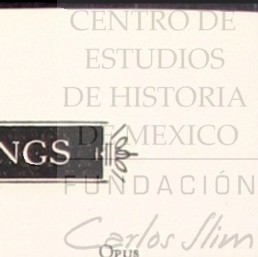 CENTRO DE
ESTUDIOS
DE HISTORIA
DE MEXICO
NGS
FUNDACIÓN
Carlos Slim
OPUS